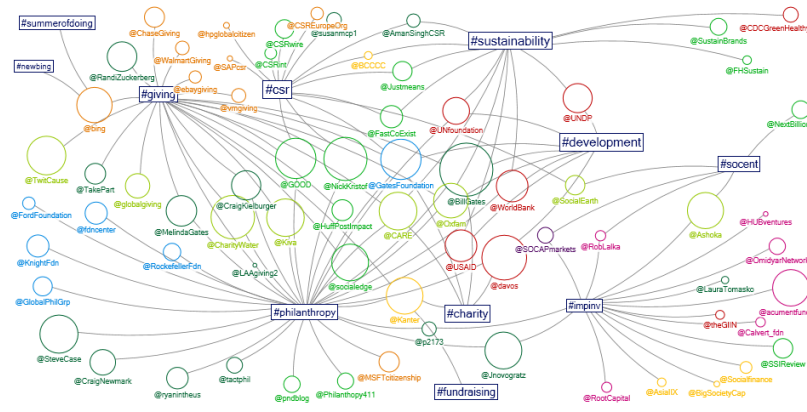 #summerofdoing
@ChaseGiving
@hpglobalcitizen
@CSREuropeOrg
@susanmcp1
@AmanSinghCSR
@CDCGreenHealthy
@CSRwire
#sustainability
@SustainBrands
#newbing
@WalmartGiving
@SAPcsr
@CSRint
@BCCCC
@FHSustain
@RandiZuckerberg
@ebaygiving
#csr
@Justmeans
#giving
@vmgiving
@UNDP
@bing
@FastCoExist
@UNfoundation
@NextBillion
#development
#socent
@TwitCause
@TakePart
@GOOD
@NickKristof
@GatesFoundation
@BillGates
@SocialEarth
@globalgiving
@CraigKielburger
@WorldBank
@FordFoundation
@fdncenter
@MelindaGates
@CharityWater
@Kiva
@HuffPostImpact
@CARE
@Oxfam
@HUBventures
@SOCAPmarkets
@RobLalka
@Ashoka
@KnightFdn
@RockefellerFdn
@LAAgiving2
@socialedge
@USAID
@davos
@OmidyarNetwork
@LauraTomasko
@GlobalPhilGrp
@Kanter
@acumentfund
#philanthropy
#charity
#impinv
@theGIIN
@Calvert_fdn
@p2173
@SteveCase
@CraigNewmark
@ryanintheus
@tactphil
@MSFTcitizenship
@Jnovogratz
@SSIReview
@Socialfinance
@pndblog
@Philanthopy411
#fundraising
@RootCapital
@AsiaIIX
@BigSocietyCap